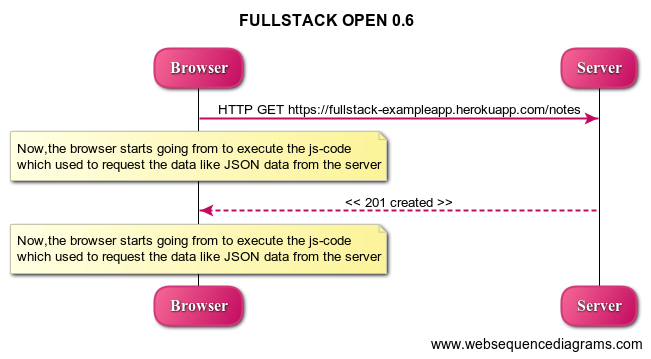 FULLSTACK OPEN 0.6
Browser
Server
HTTP GET https://fullstack-exampleapp.herokuapp.com/notes
Now,the browser starts going from to execute the js-code
which used to request the data like JSON data from the server
<< 201 created >>
Now,the browser starts going from to execute the js-code
which used to request the data like JSON data from the server
Browser
Server
www.websequencediagrams.com